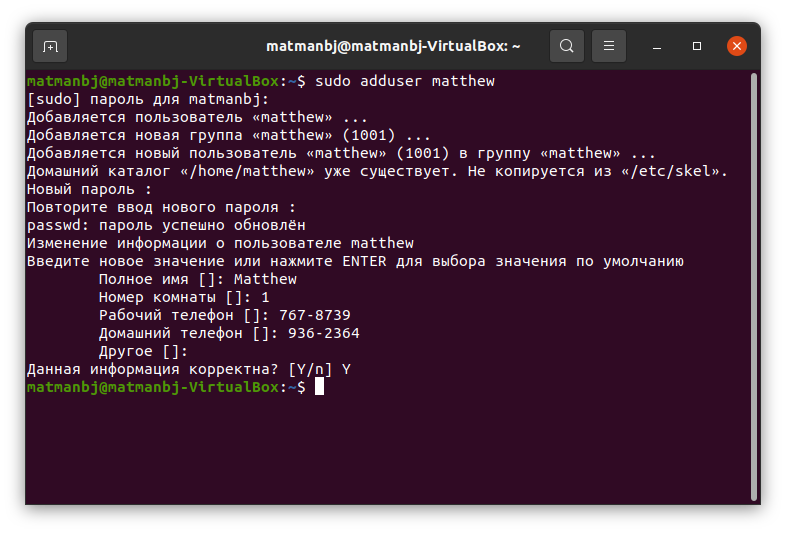 matmanbj@matmanbj-VirtualBox: ~
matmanbj@matmanbj-VirtualBox:~$ sudo adduser matthew
[sudo] пароль для matmanbj:
Добавляется пользователь «matthew» ...
Добавляется новая группа «matthew» (1001) ...
Добавляется новый пользователь «matthew» (1001) в группу «matthew» ...
Домашний каталог «/home/matthew» уже существует. Не копируется из «/etc/skel».
Новый пароль :
Повторите ввод нового пароля :
passwd: пароль успешно обновлён
Изменение информации о пользователе matthew
Введите новое значение или нажмите ENTER для выбора значения по умолчанию
Полное имя []: Matthew
Номер комнаты []: 1
Рабочий телефон []: 767-8739
Домашний телефон []: 936-2364
Другое []:
Данная информация корректна? [Y/n] Y
matmanbj@matmanbj-VirtualBox:~$